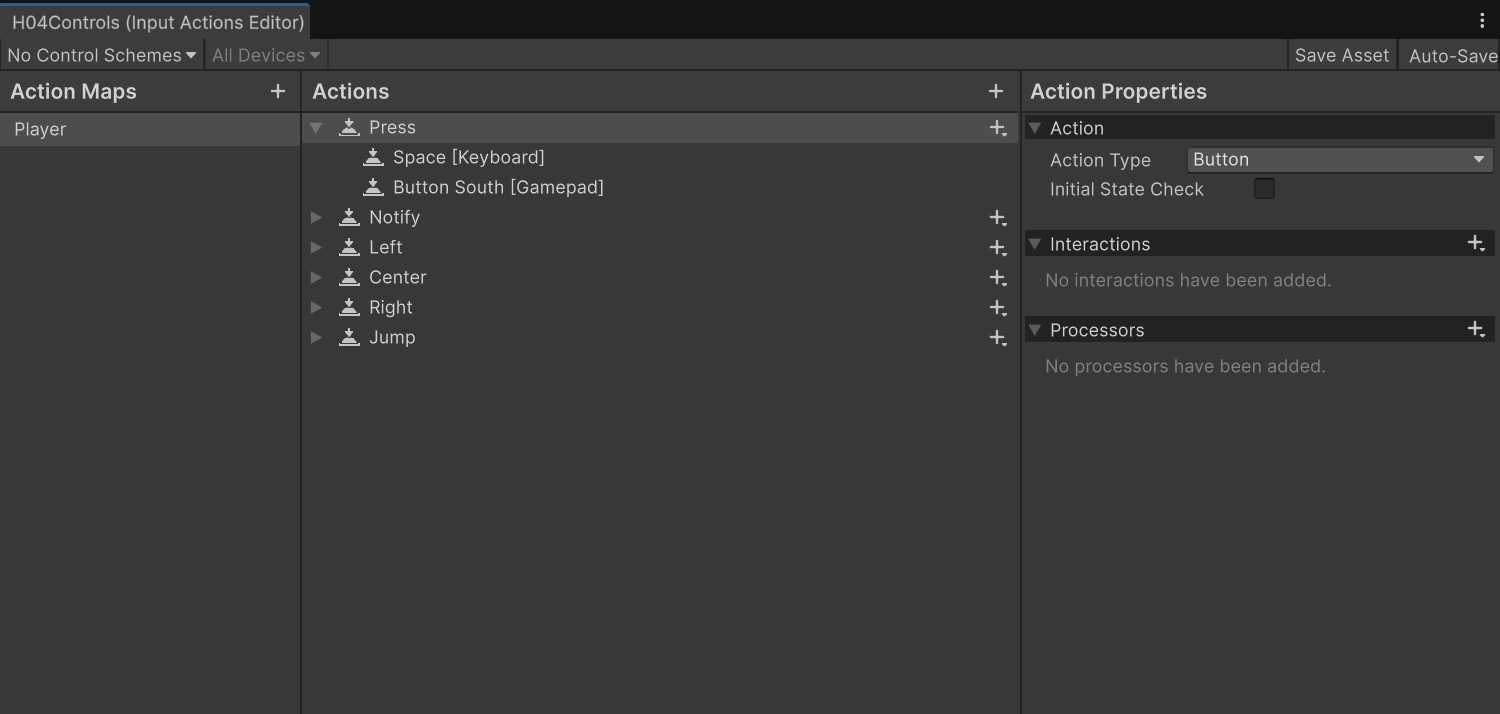 H04Controls (Input Actions Editor)
No Control Schemes
All Devices
Save Asset
Auto-Save
Action Maps
Player
Actions
Press
Space [Keyboard]
Button South [Gamepad]
Notify
Left
Center
Right
Jump
Action Properties
Action
Action Type
Button
Initial State Check
Interactions
No interactions have been added.
Processors
No processors have been added.